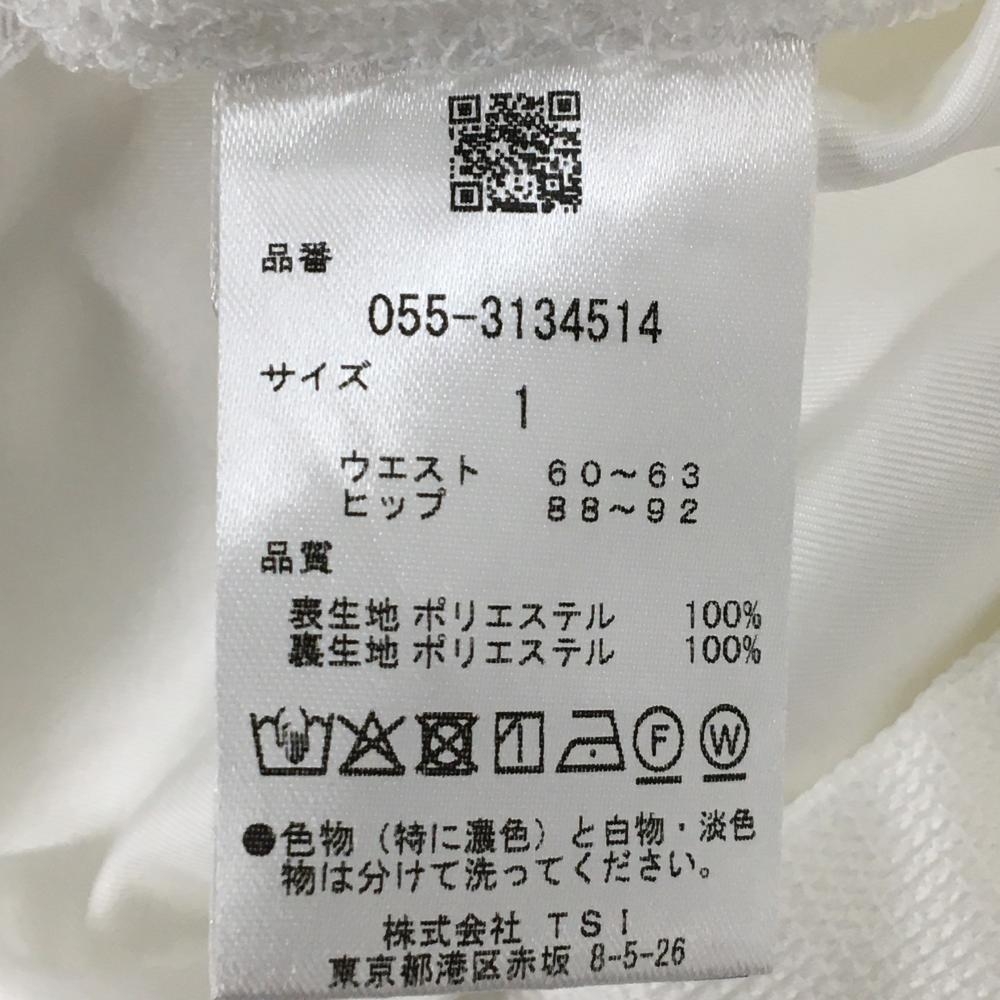 品番
055-3134514
サイズ
1
ウエスト 60～63
ヒップ 88～92
品質
表生地 ポリエステル 100%
裏生地 ポリエステル 100%
F W
●色物（特に濃色）と白物・淡色
物は分けて洗ってください。
株式会社 TSI
東京都港区赤坂 8-5-26